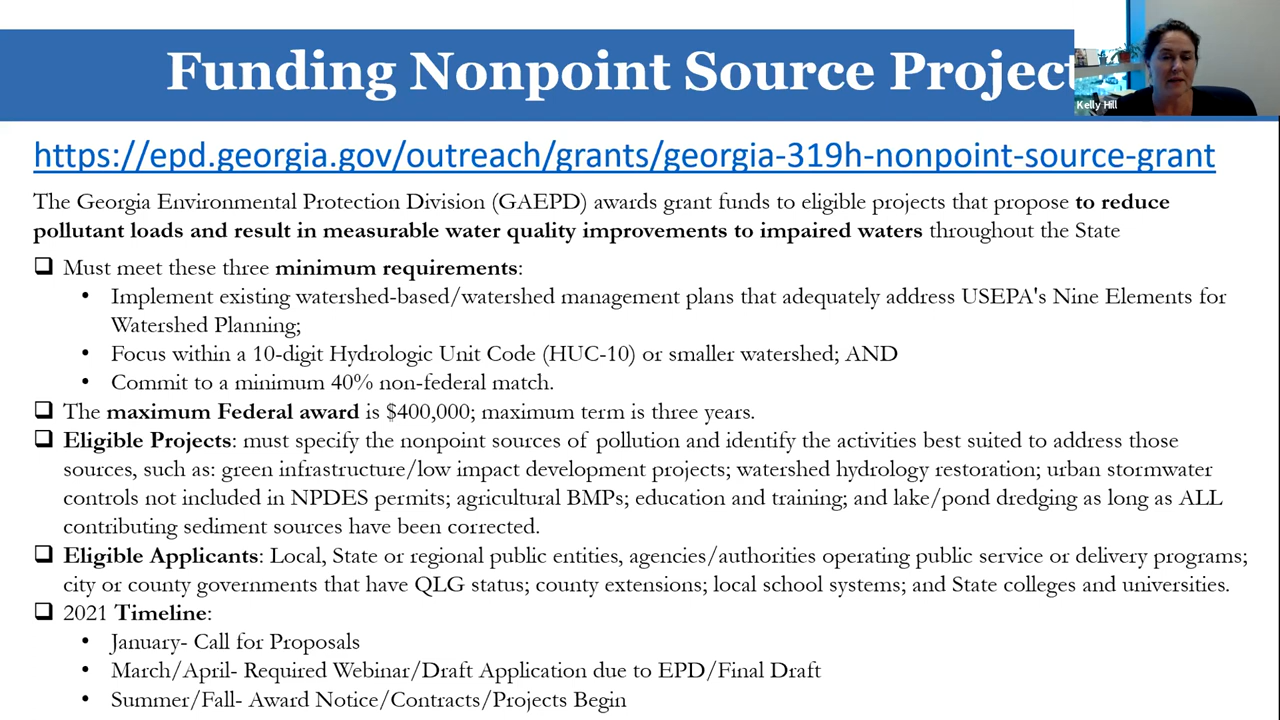 Funding Nonpoint Source Project
Kelly Hill
https://epd.georgia.gov/outreach/grants/georgia-319h-nonpoint-source-grant
The Georgia Environmental Protection Division (GAEPD) awards grant funds to eligible projects that propose to reduce
pollutant loads and result in measurable water quality improvements to impaired waters throughout the State
❑ Must meet these three minimum requirements:
• Implement existing watershed-based/watershed management plans that adequately address USEPA's Nine Elements for
Watershed Planning;
• Focus within a 10-digit Hydrologic Unit Code (HUC-10) or smaller watershed; AND
• Commit to a minimum 40% non-federal match.
❑ The maximum Federal award is $400,000; maximum term is three years.
❑ Eligible Projects: must specify the nonpoint sources of pollution and identify the activities best suited to address those
sources, such as: green infrastructure/low impact development projects; watershed hydrology restoration; urban stormwater
controls not included in NPDES permits; agricultural BMPs; education and training; and lake/pond dredging as long as ALL
contributing sediment sources have been corrected.
❑ Eligible Applicants: Local, State or regional public entities, agencies/authorities operating public service or delivery programs;
city or county governments that have QLG status; county extensions; local school systems; and State colleges and universities.
❑ 2021 Timeline:
• January- Call for Proposals
• March/April- Required Webinar/Draft Application due to EPD/Final Draft
• Summer/Fall- Award Notice/Contracts/Projects Begin